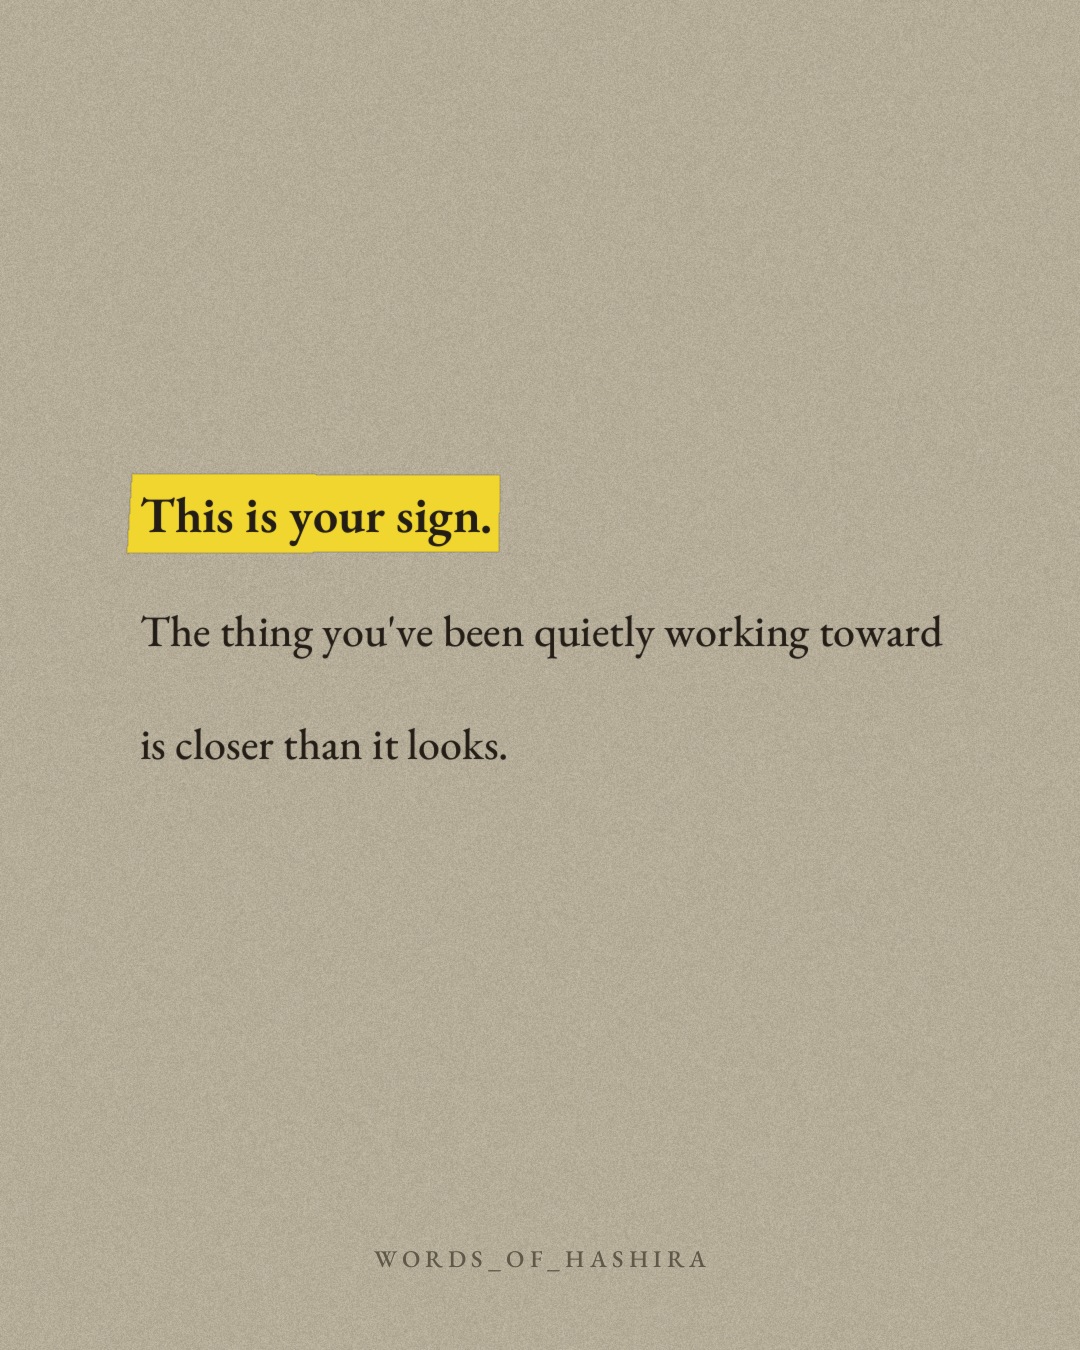 This is your sign.
The thing you've been quietly working toward
is closer than it looks.
WORDS_OF_HASHIRA